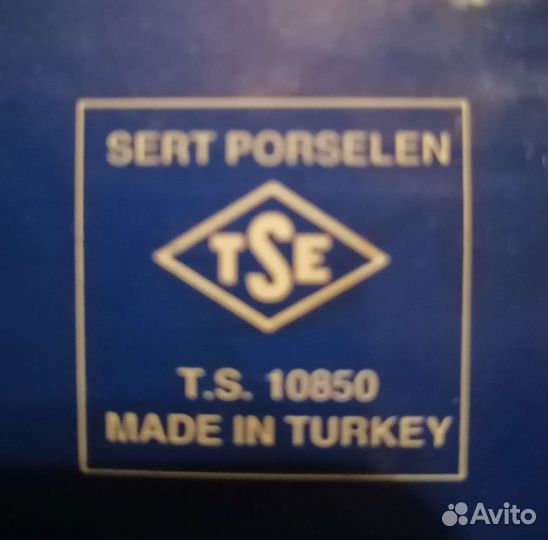 SERT PORSELEN
TSE
T.S. 10850
MADE IN TURKEY
Avito